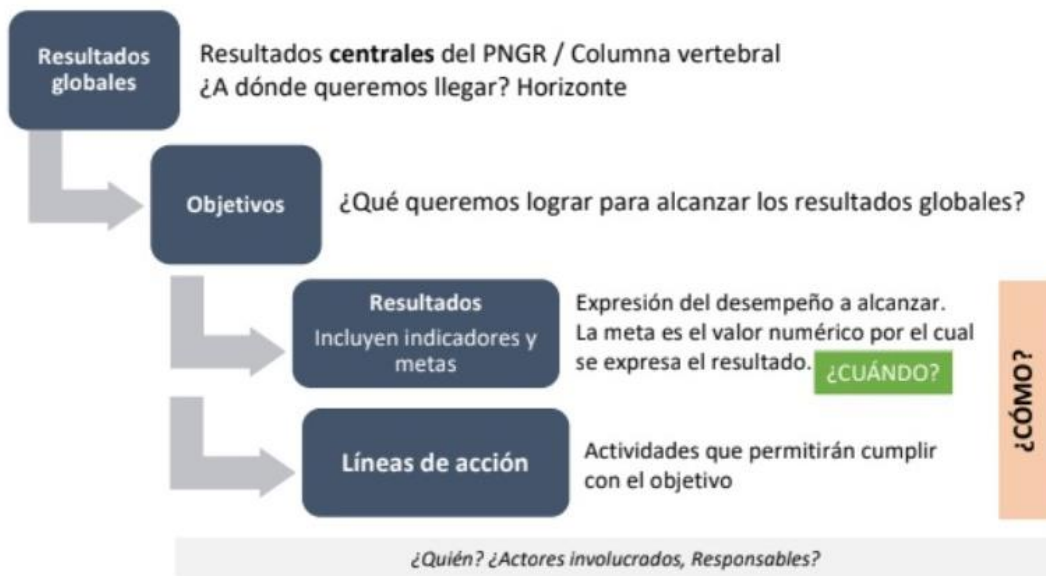 Resultados
globales
Resultados centrales del PNGR / Columna vertebral
¿A dónde queremos llegar? Horizonte
Objetivos
¿Qué queremos lograr para alcanzar los resultados globales?
Resultados
Incluyen indicadores y
metas
Expresión del desempeño a alcanzar.
La meta es el valor numérico por el cual
se expresa el resultado.
¿CUÁNDO?
¿CÓMO?
Líneas de acción
Actividades que permitirán cumplir
con el objetivo
¿Quién? ¿Actores involucrados, Responsables?